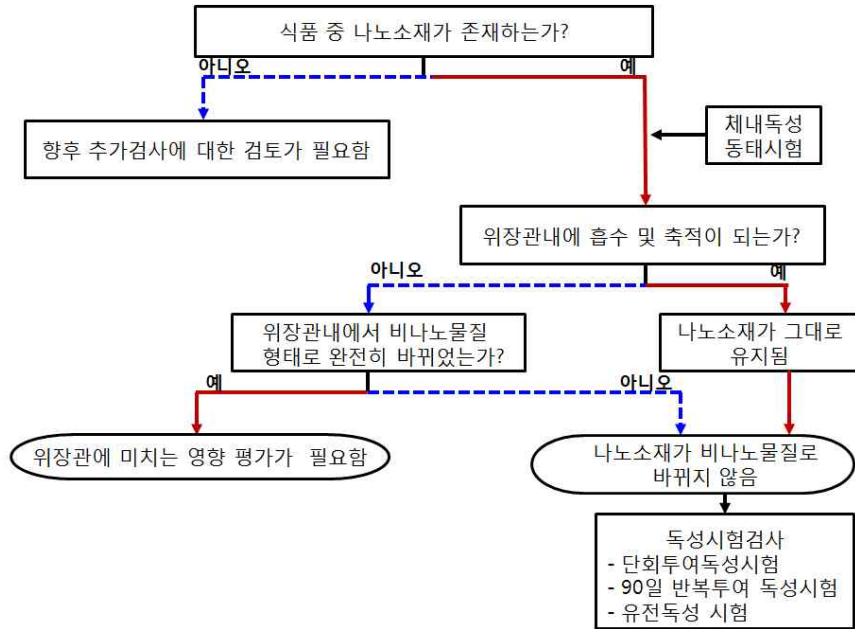 식품 중 나노소재가 존재하는가?
아니오
예
향후 추가검사에 대한 검토가 필요함
체내독성
동태시험
위장관내에 흡수 및 축적이 되는가?
아니오
예
위장관내에서 비나노물질
형태로 완전히 바뀌었는가?
나노소재가 그대로
유지됨
예
아니오
위장관에 미치는 영향 평가가 필요함
나노소재가 비나노물질로
바뀌지 않음
독성시험검사
- 단회투여독성시험
- 90일 반복투여 독성시험
- 유전독성 시험